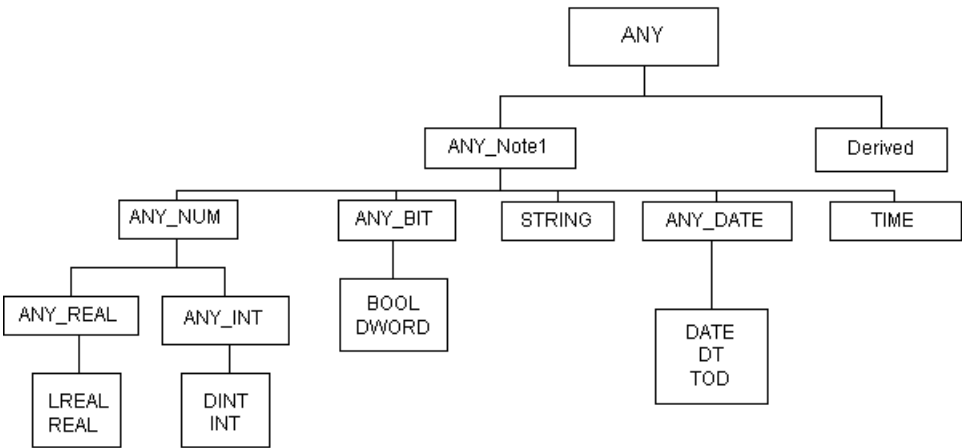 ANY
ANY_Note1
Derived
ANY_NUM
ANY_BIT
STRING
ANY_DATE
TIME
ANY_REAL
ANY_INT
BOOL
DWORD
DATE
DT
TOD
LREAL
REAL
DINT
INT